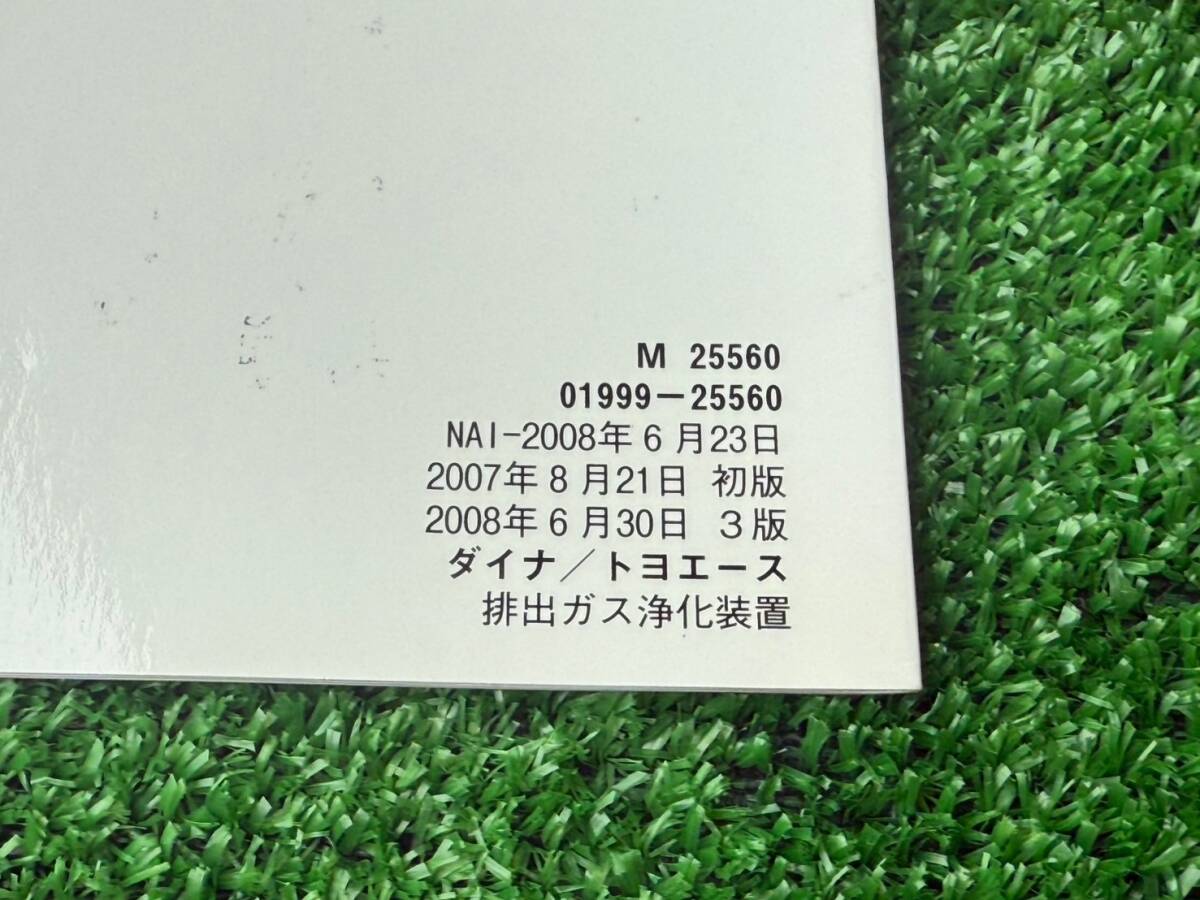 M 25560
01999-25560
NAI-2008年6月23日
2007年8月21日 初版
2008年6月30日 3版
ダイナ/トヨエース
排出ガス浄化装置